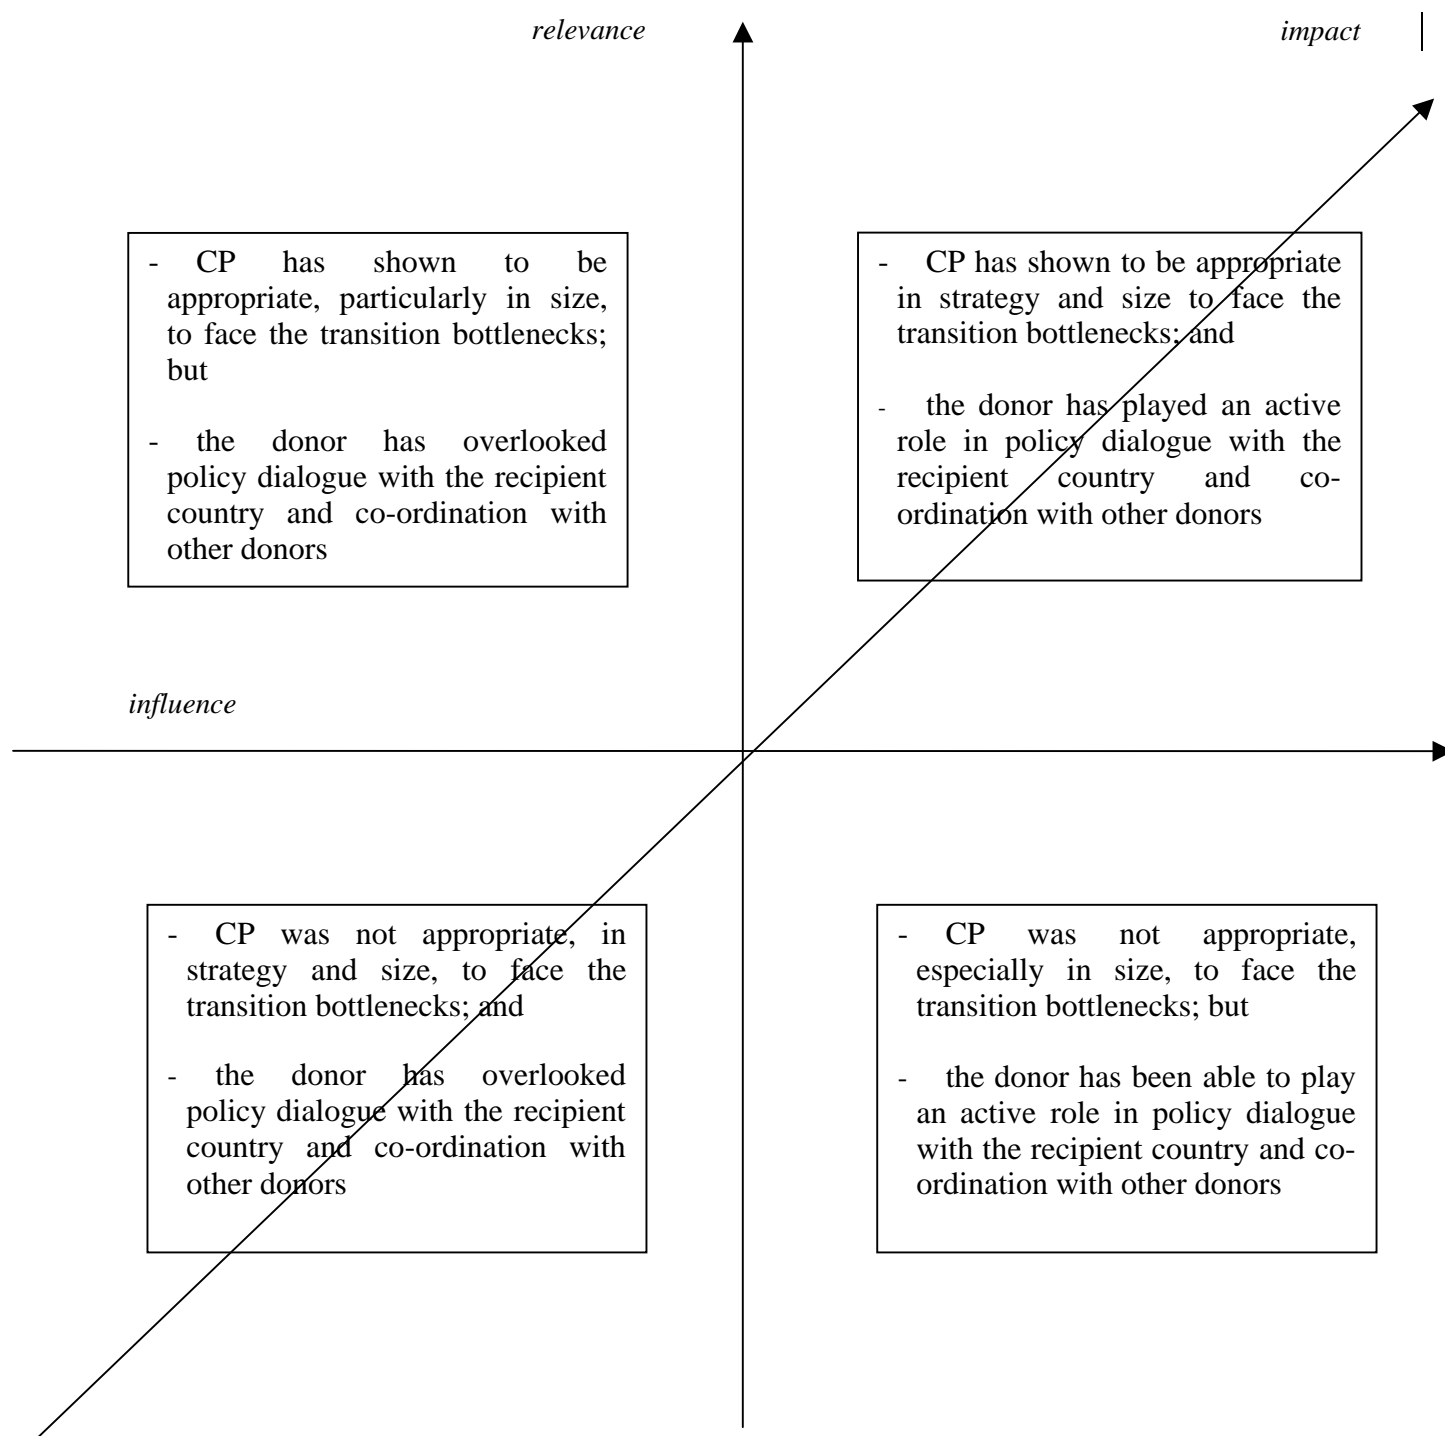 relevance
impact
- CP has shown to be
appropriate, particularly in size,
to face the transition bottlenecks;
but
- the donor has overlooked
policy dialogue with the recipient
country and co-ordination with
other donors
- CP has shown to be appropriate
in strategy and size to face the
transition bottlenecks; and
- the donor has played an active
role in policy dialogue with the
recipient country and co-
ordination with other donors
influence
- CP was not appropriate, in
strategy and size, to face the
transition bottlenecks; and
- the donor has overlooked
policy dialogue with the recipient
country and co-ordination with
other donors
- CP was not appropriate,
especially in size, to face the
transition bottlenecks; but
- the donor has been able to play
an active role in policy dialogue
with the recipient country and co-
ordination with other donors